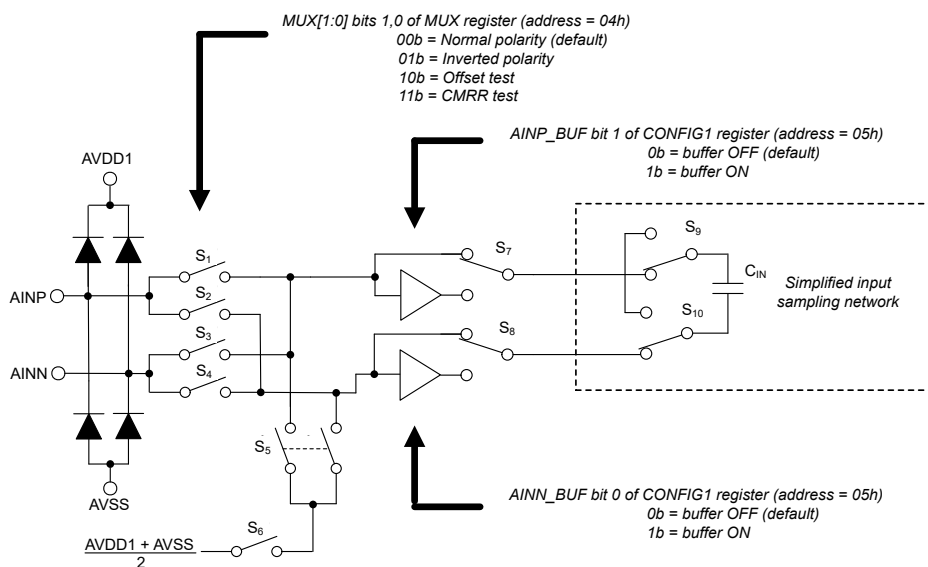 MUX[1:0] bits 1,0 of MUX register (address = 04h)
00b = Normal polarity (default)
01b = Inverted polarity
10b = Offset test
11b = CMRR test
AINP_BUF bit 1 of CONFIG1 register (address = 05h)
0b = buffer OFF (default)
1b = buffer ON
AVDD1
S1
S7
S9
S2
CIN
Simplified input
sampling network
AINP
S10
S3
S8
AINN
S4
S5
AVSS
AINN_BUF bit 0 of CONFIG1 register (address = 05h)
0b = buffer OFF (default)
1b = buffer ON
S6
AVDD1 + AVSS
2